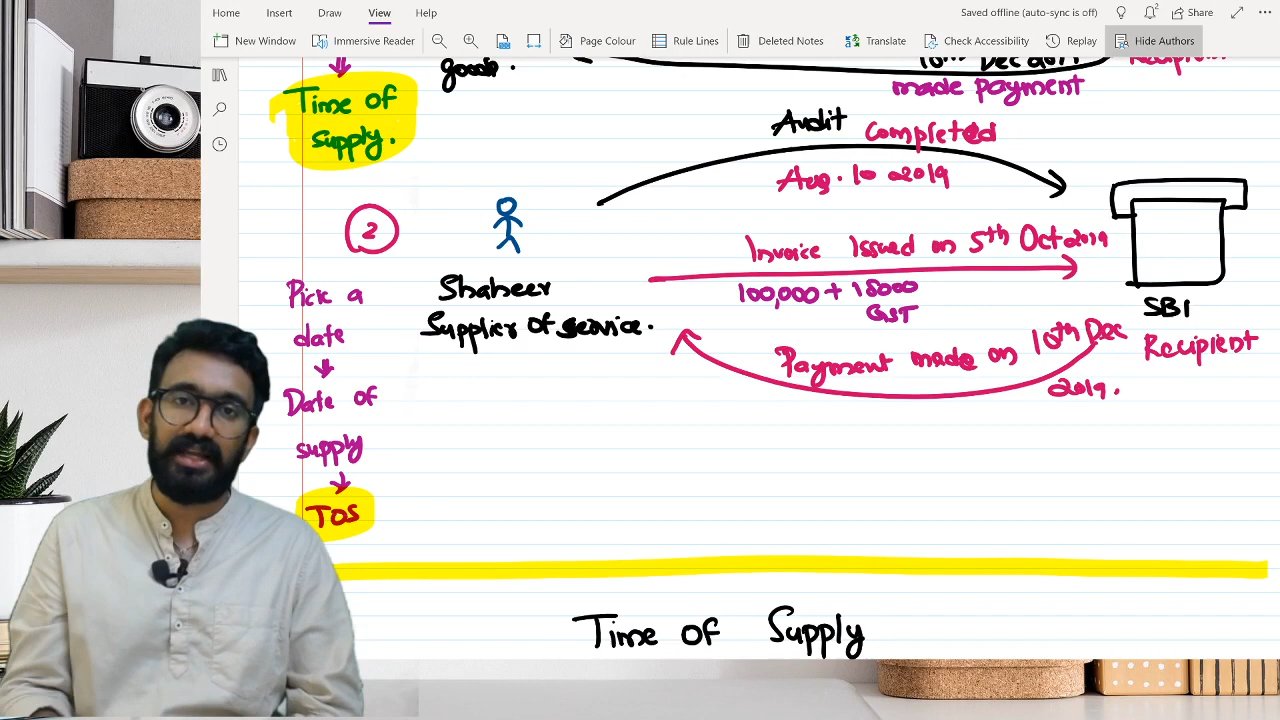 Home Insert Draw View Help
Saved offline (auto-sync is off) 2 Share
New Window Immersive Reader Page Colour Rule Lines Deleted Notes Translate Check Accessibility Replay Hide Authors
goods.
made payment
Time of
supply.
Audit Completed
Aug. 10 2019
2
Invoice Issued on 5th Oct 2019
100,000 + 18000
GST
Pick a
date
Date of
supply
TOS
Shabeer
Supplier of service.
SBI
Recipient
Payment made on 10th Dec
2019.
Time of Supply